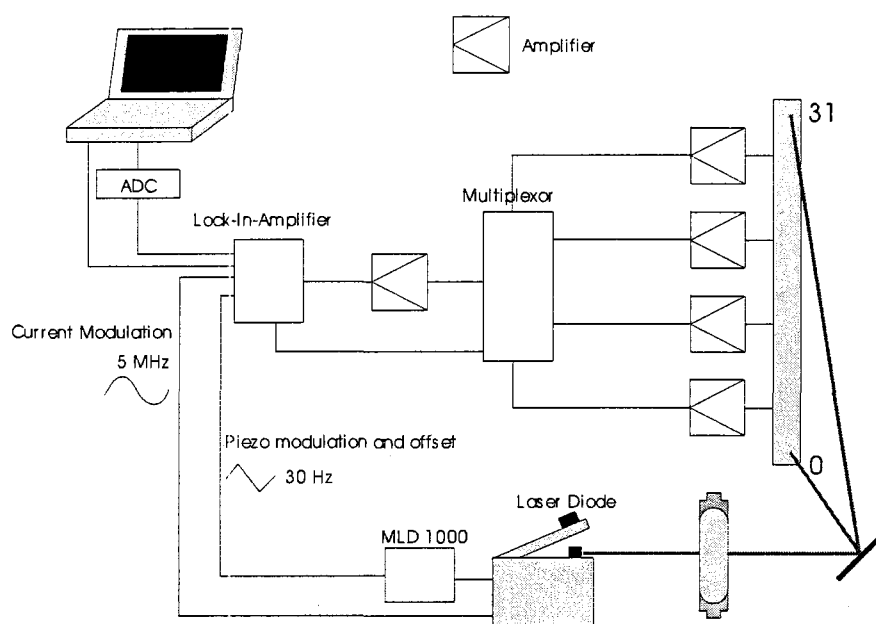 Amplifier
31
ADC
Multiplexor
Lock-In-Amplifier
Current Modulation
5 MHz
Piezo modulation and offset
30 Hz
0
Laser Diode
MLD 1000